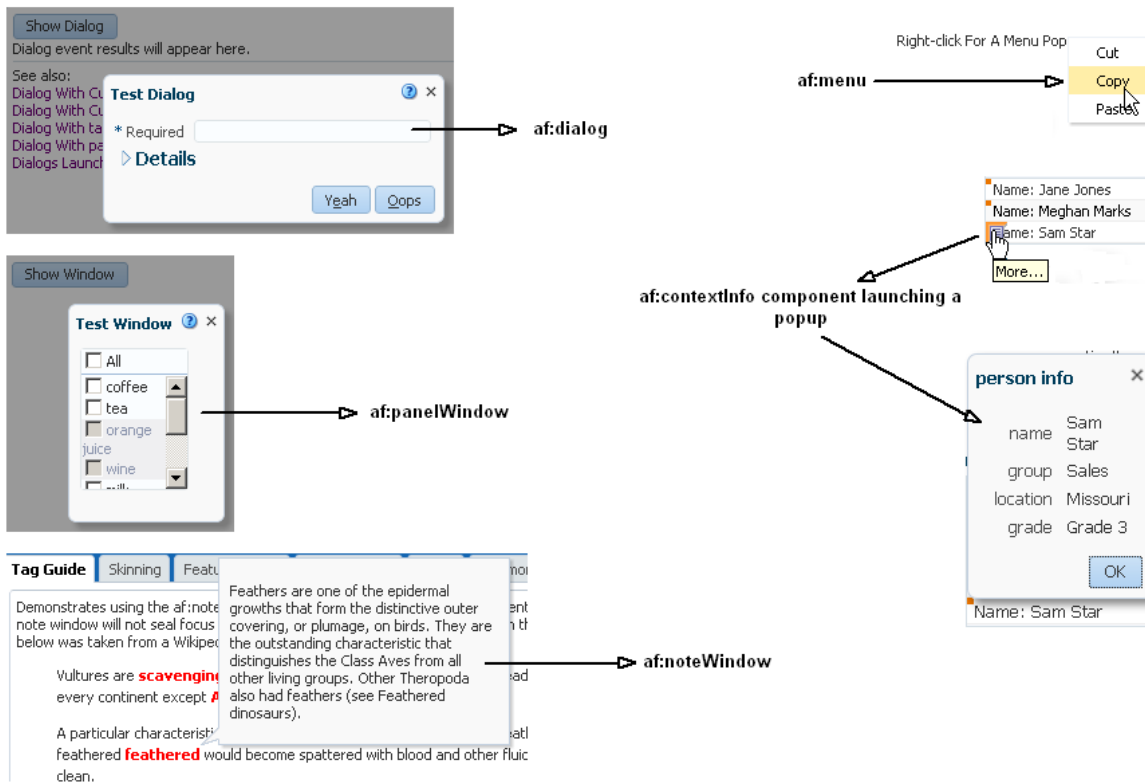 Show Dialog
Dialog event results will appear here.
See also:
Dialog With Cu
Dialog With Cu
Dialog With ta
Dialog With pa
Dialogs Launch
Test Dialog
* Required
Details
Yeah
Oops
af:dialog
Right-click For A Menu Pop
af:menu
Cut
Copy
Paste
Name: Jane Jones
Name: Meghan Marks
Name: Sam Star
More...
af:contextInfo component launching a
popup
Show Window
Test Window
All
coffee
tea
orange
juice
wine
milk
af:panelWindow
person info
name Sam
Star
group Sales
location Missouri
grade Grade 3
OK
Name: Sam Star
Tag Guide
Skinning
Featu
Demonstrates using the af:note
note window will not seal focus
below was taken from a Wikiped
Vultures are scavenging
every continent except
A particular characteristi
feathered feathered would become spattered with blood and other fluid
clean.
Feathers are one of the epidermal
growths that form the distinctive outer
covering, or plumage, on birds. They are
the outstanding characteristic that
distinguishes the Class Aves from all
other living groups. Other Theropoda
also had feathers (see Feathered
dinosaurs).
af:noteWindow